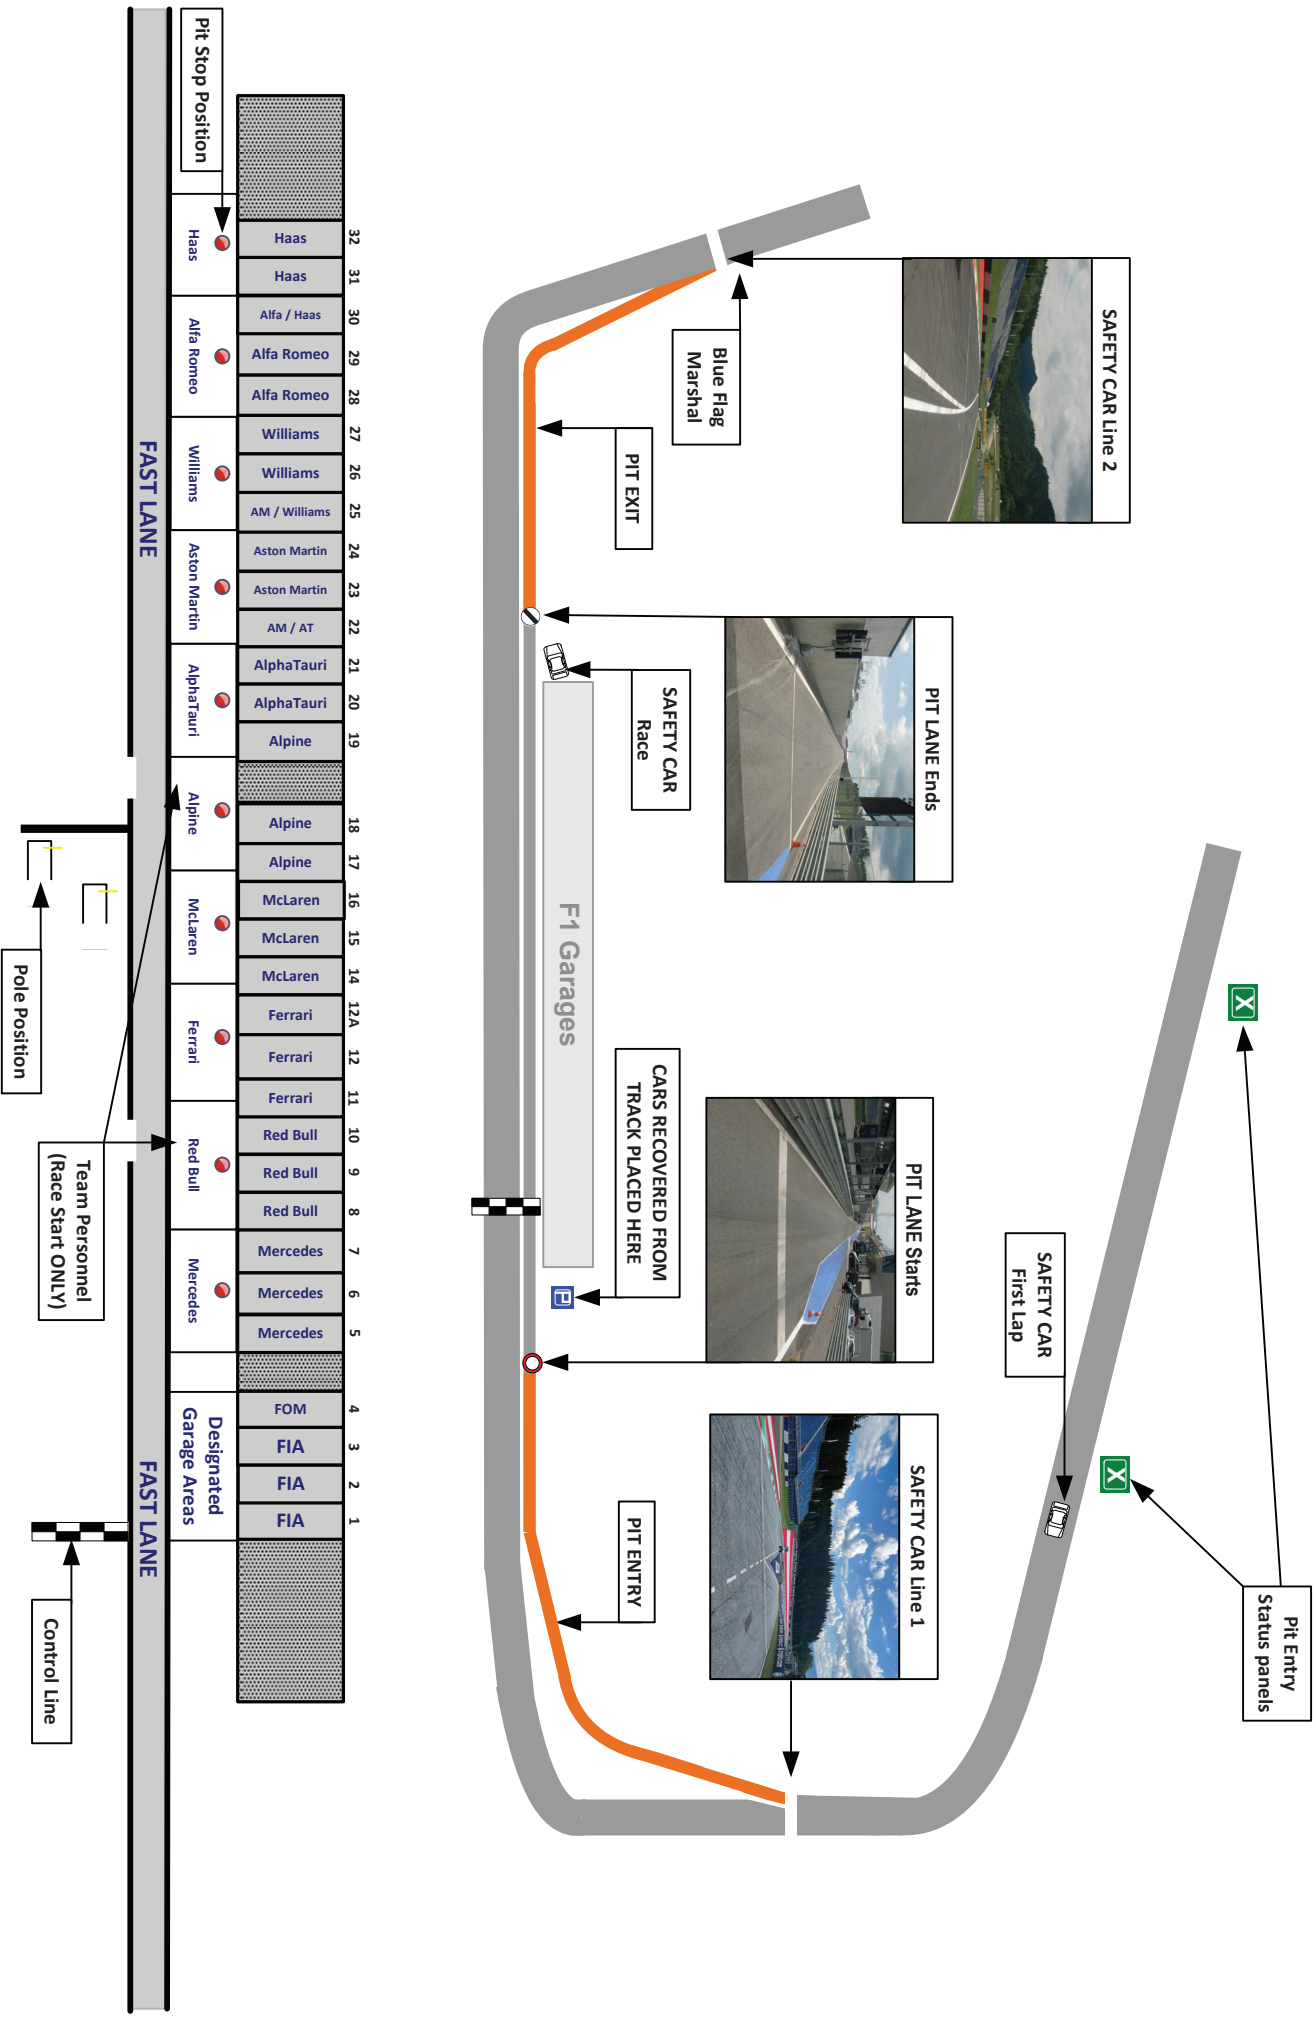 Pit Entry
Status panels
SAFETY CAR Line 2
SAFETY CAR
First Lap
PIT LANE Ends
PIT LANE Starts
SAFETY CAR Line 1
Blue Flag
Marshal
SAFETY CAR
Race
CARS RECOVERED FROM
TRACK PLACED HERE
PIT EXIT
PIT ENTRY
X
X
P
F1 Garages
32
31
30
29
28
27
26
25
24
23
22
21
20
19
18
17
16
15
14
12A
12
11
10
9
8
7
6
5
4
3
2
1
Haas
Haas
Alfa / Haas
Alfa Romeo
Alfa Romeo
Williams
Williams
AM / Williams
Aston Martin
Aston Martin
AM / AT
AlphaTauri
AlphaTauri
Alpine
Alpine
Alpine
McLaren
McLaren
McLaren
Ferrari
Ferrari
Ferrari
Red Bull
Red Bull
Red Bull
Mercedes
Mercedes
Mercedes
FOM
FIA
FIA
FIA
Pit Stop Position
Haas
Alfa Romeo
Williams
Aston Martin
AlphaTauri
Alpine
McLaren
Ferrari
Red Bull
Mercedes
Designated
Garage Areas
FAST LANE
FAST LANE
Team Personnel
(Race Start ONLY)
Pole Position
Control Line